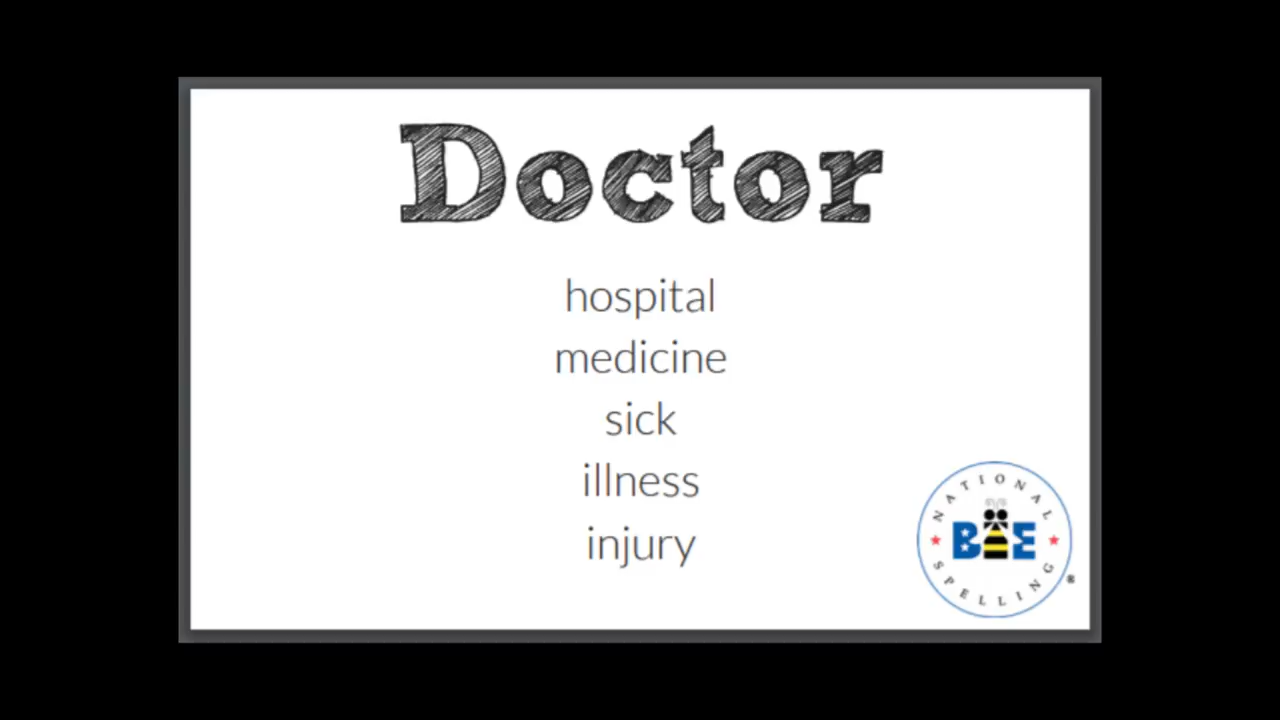 Doctor
hospital
medicine
sick
illness
injury
NATIONAL
BEE
SPELLING
®